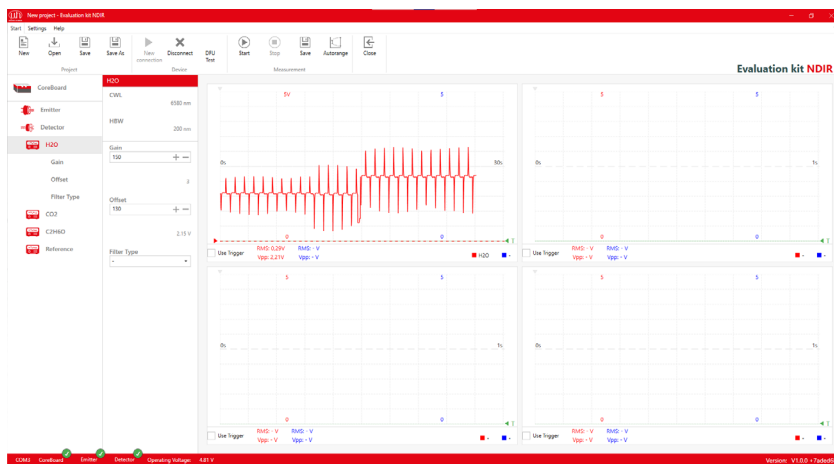 New project - Evaluation kit NDIR
Start Settings Help
New Open Save Save As New connection Disconnect DFU Test Start Stop Save Autorange Close
Project Device Measurement
Evaluation kit NDIR
CoreBoard
Emitter
Detector
H2O
Gain
Offset
Filter Type
CO2
C2H6O
Reference
H2O
CWL
6580 nm
HBW
200 nm
Gain
150
Offset
130
2.15 V
Filter Type
-
5V 5
0s 50s
0 0
Use Trigger
RMS: 0,29V RMS: - V
Vpp: 2,21V Vpp: - V
H2O -
5 5
0s 1s
0 0
Use Trigger
RMS: - V RMS: - V
Vpp: - V Vpp: - V
- -
5 5
0s 1s
0 0
Use Trigger
RMS: - V RMS: - V
Vpp: - V Vpp: - V
- -
5 5
0s 1s
0 0
Use Trigger
RMS: - V RMS: - V
Vpp: - V Vpp: - V
- -
COM3 CoreBoard Emitter Detector Operating Voltage: 4.81 V
Version: V1.0.0